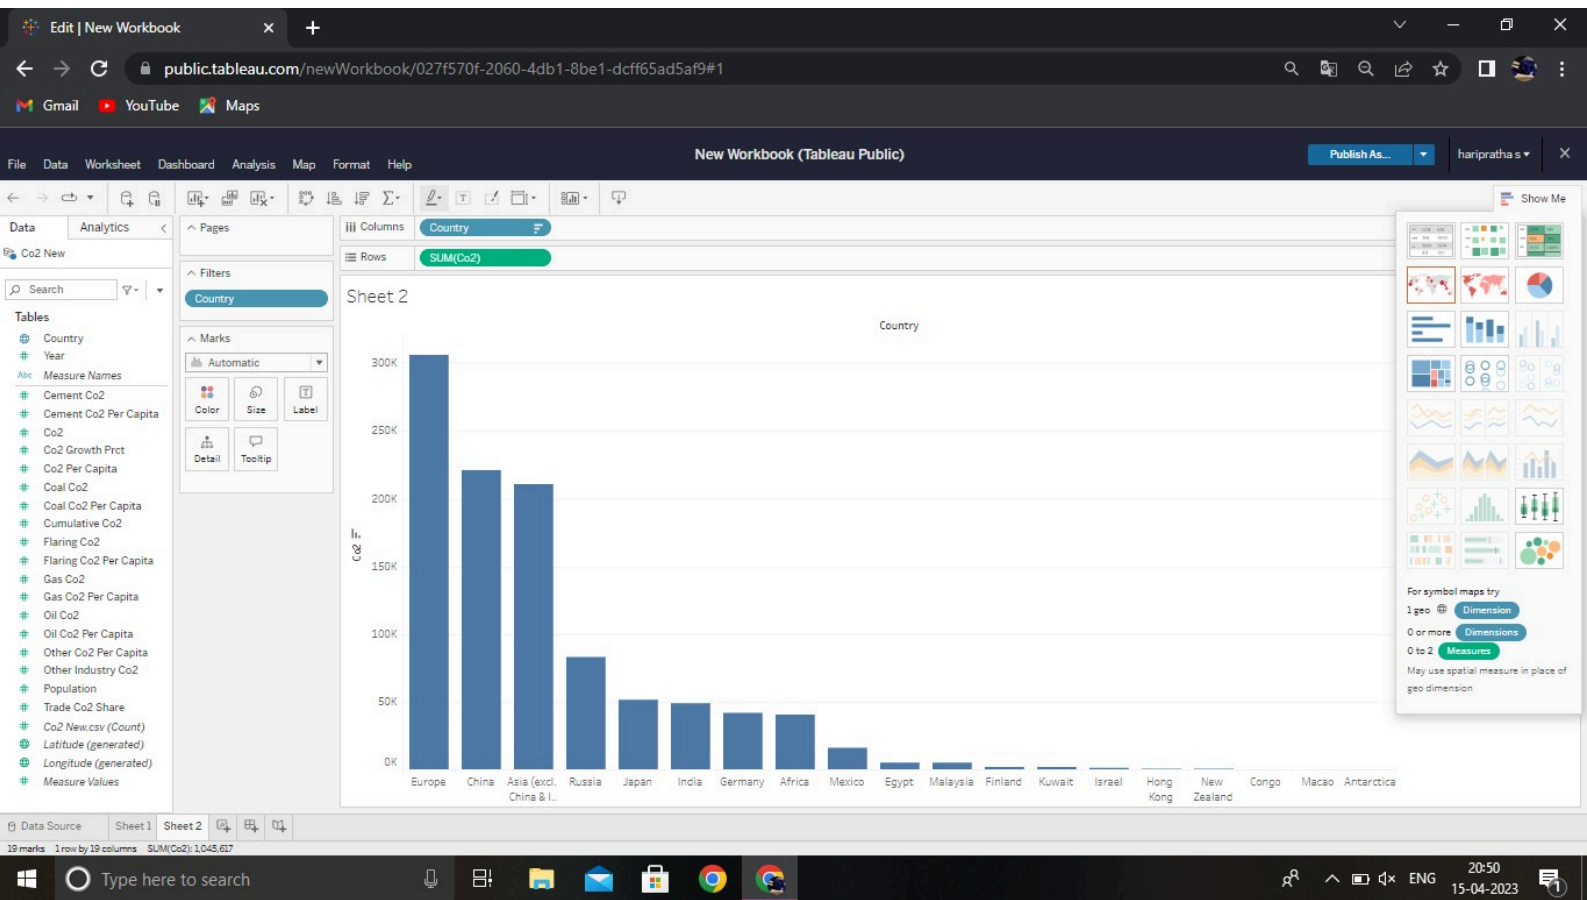 Edit | New Workbook
public.tableau.com/newWorkbook/027f570f-2060-4db1-8be1-dcff65ad5af9#1
Gmail YouTube Maps
New Workbook (Tableau Public)
File Data Worksheet Dashboard Analysis Map Format Help
Publish As...
haripratha s
Show Me
Data Analytics
Pages
Columns Country
Co2 New
Rows SUM(Co2)
Filters
Country
Search
Sheet 2
Tables
Country
Year
Abc Measure Names
Cement Co2
Cement Co2 Per Capita
Co2
Co2 Growth Prct
Co2 Per Capita
Coal Co2
Coal Co2 Per Capita
Cumulative Co2
Flaring Co2
Flaring Co2 Per Capita
Gas Co2
Gas Co2 Per Capita
Oil Co2
Oil Co2 Per Capita
Other Co2 Per Capita
Other Industry Co2
Population
Trade Co2 Share
Co2 New.csv (Count)
Latitude (generated)
Longitude (generated)
Measure Values
Marks
Automatic
Color Size Label
Detail Tooltip
Country
300K
250K
200K
150K
100K
50K
0K
Co2
Europe China Asia (excl. China & I.. Russia Japan India Germany Africa Mexico Egypt Malaysia Finland Kuwait Israel Hong Kong New Zealand Congo Macao Antarctica
For symbol maps try
1 geo Dimension
0 or more Dimensions
0 to 2 Measures
May use spatial measure in place of
geo dimension
Data Source Sheet 1 Sheet 2
19 marks 1 row by 19 columns SUM(Co2): 1,045,617
Type here to search
ENG
20:50
15-04-2023
1